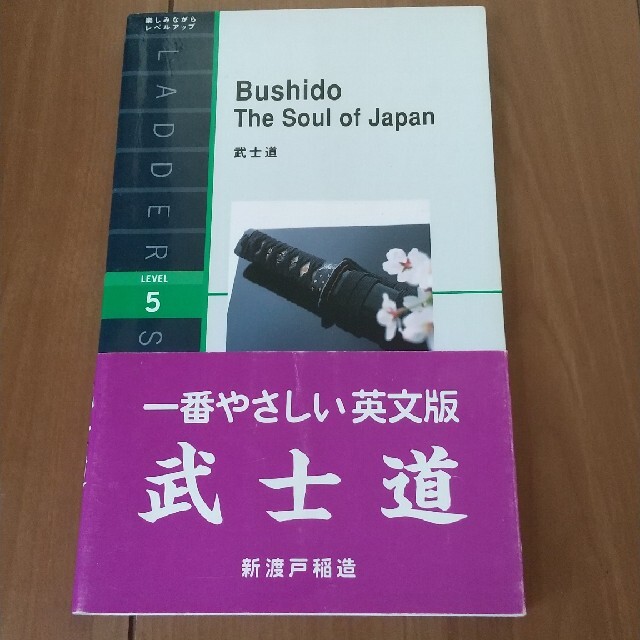 楽しみながら
レベルアップ
LADDER S
LEVEL
5
Bushido
The Soul of Japan
武士道
一番やさしい英文版
武士道
新渡戸稲造